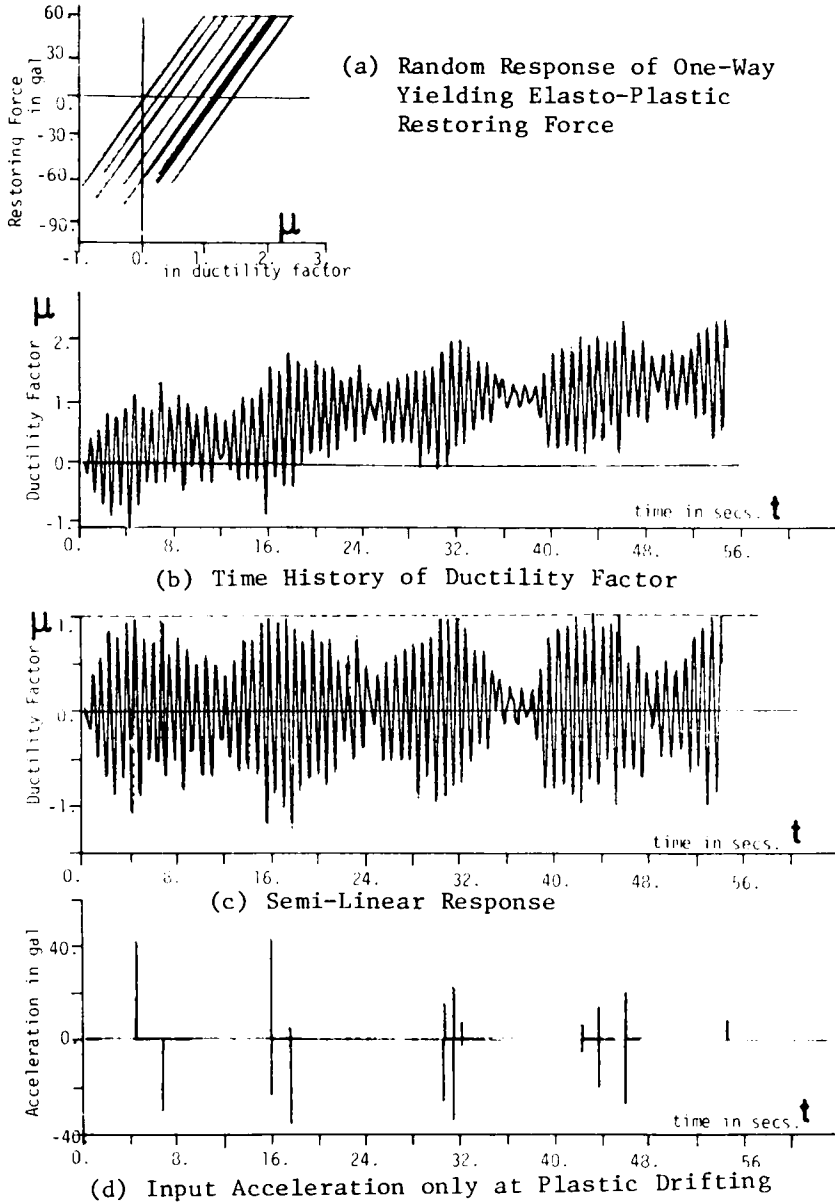 60
30
0.
-30.
-60.
-90.
Restoring Force
in gal
-1. 0. 1. 2. 3.
μ
in ductility factor
(a) Random Response of One-Way
Yielding Elasto-Plastic
Restoring Force
μ
Ductility Factor
2.
1.
0.
-1.
time in secs. t
0. 8. 16. 24. 32. 40. 48. 56.
(b) Time History of Ductility Factor
μ
Ductility Factor
1.
0.
-1.
time in secs. t
0. 8. 16. 24. 32. 40. 48. 56.
(c) Semi-Linear Response
Acceleration in gal
40.
0.
-40
time in secs. t
0. 8. 16. 24. 32. 40. 48. 56
(d) Input Acceleration only at Plastic Drifting